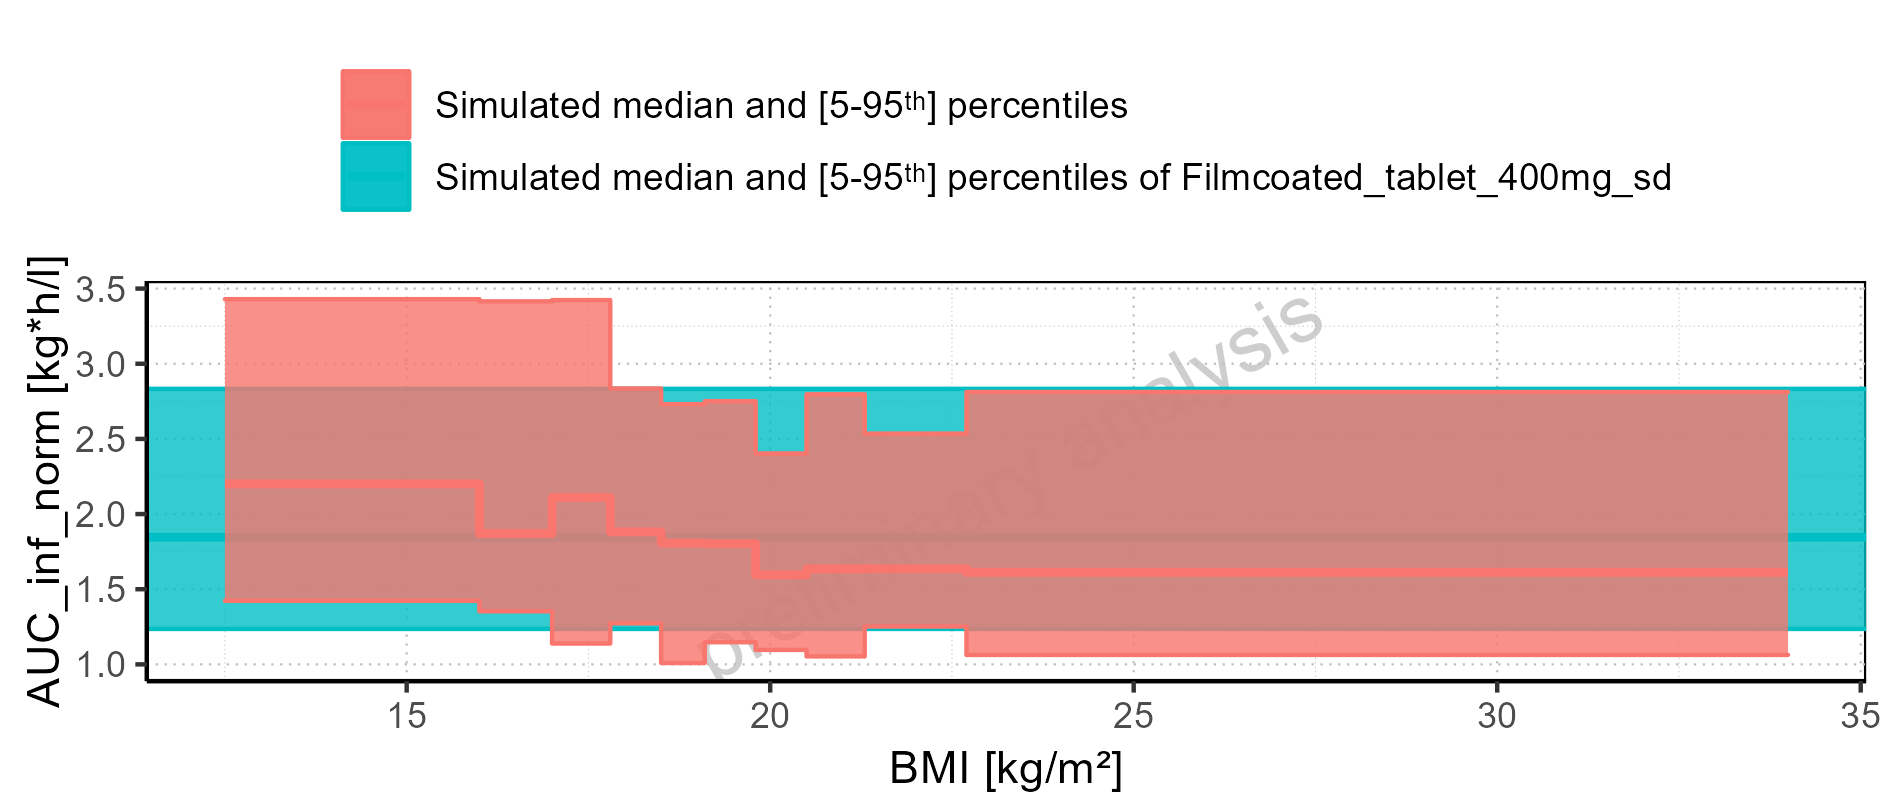 Simulated median and [5-95th] percentiles
Simulated median and [5-95th] percentiles of Filmcoated_tablet_400mg_sd
AUC_inf_norm [kg*h/l]
3.5
3.0
2.5
2.0
1.5
1.0
preliminary analysis
15
20
25
30
35
BMI [kg/m²]